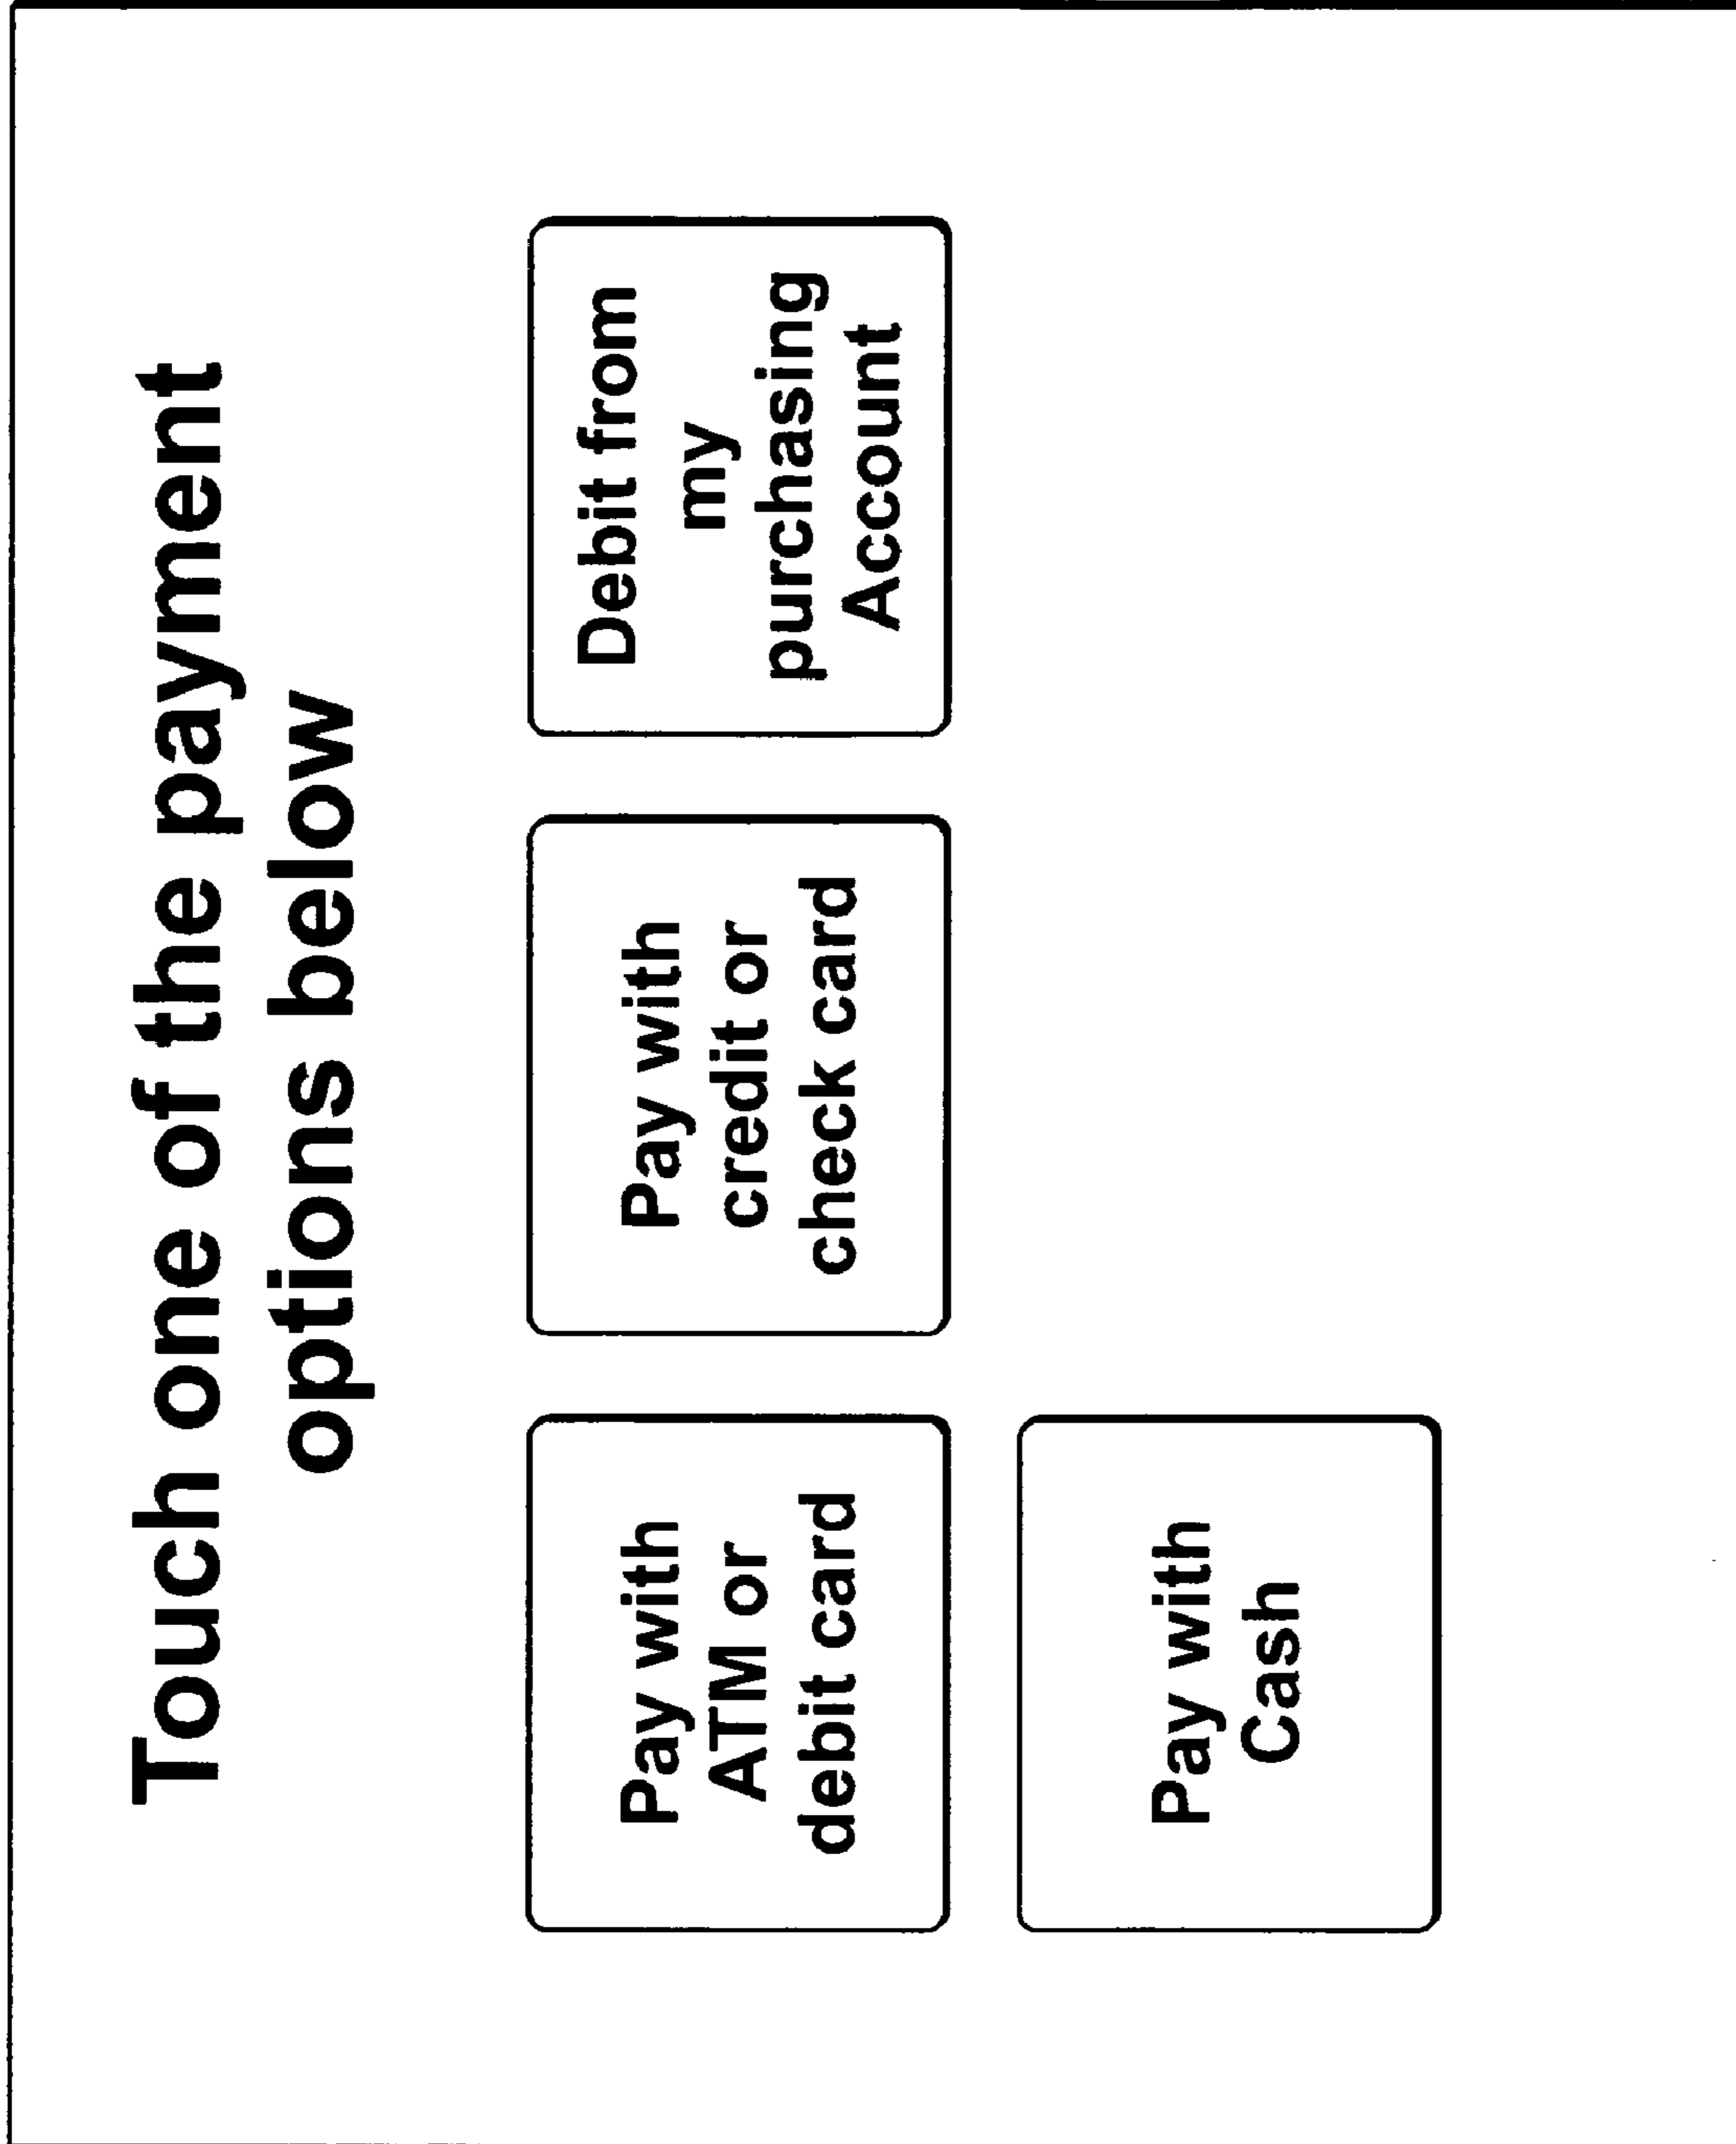 Touch one of the payment
options below
Pay with
ATM or
debit card
Pay with
credit or
check card
Debit from
my
purchasing
Account
Pay with
Cash